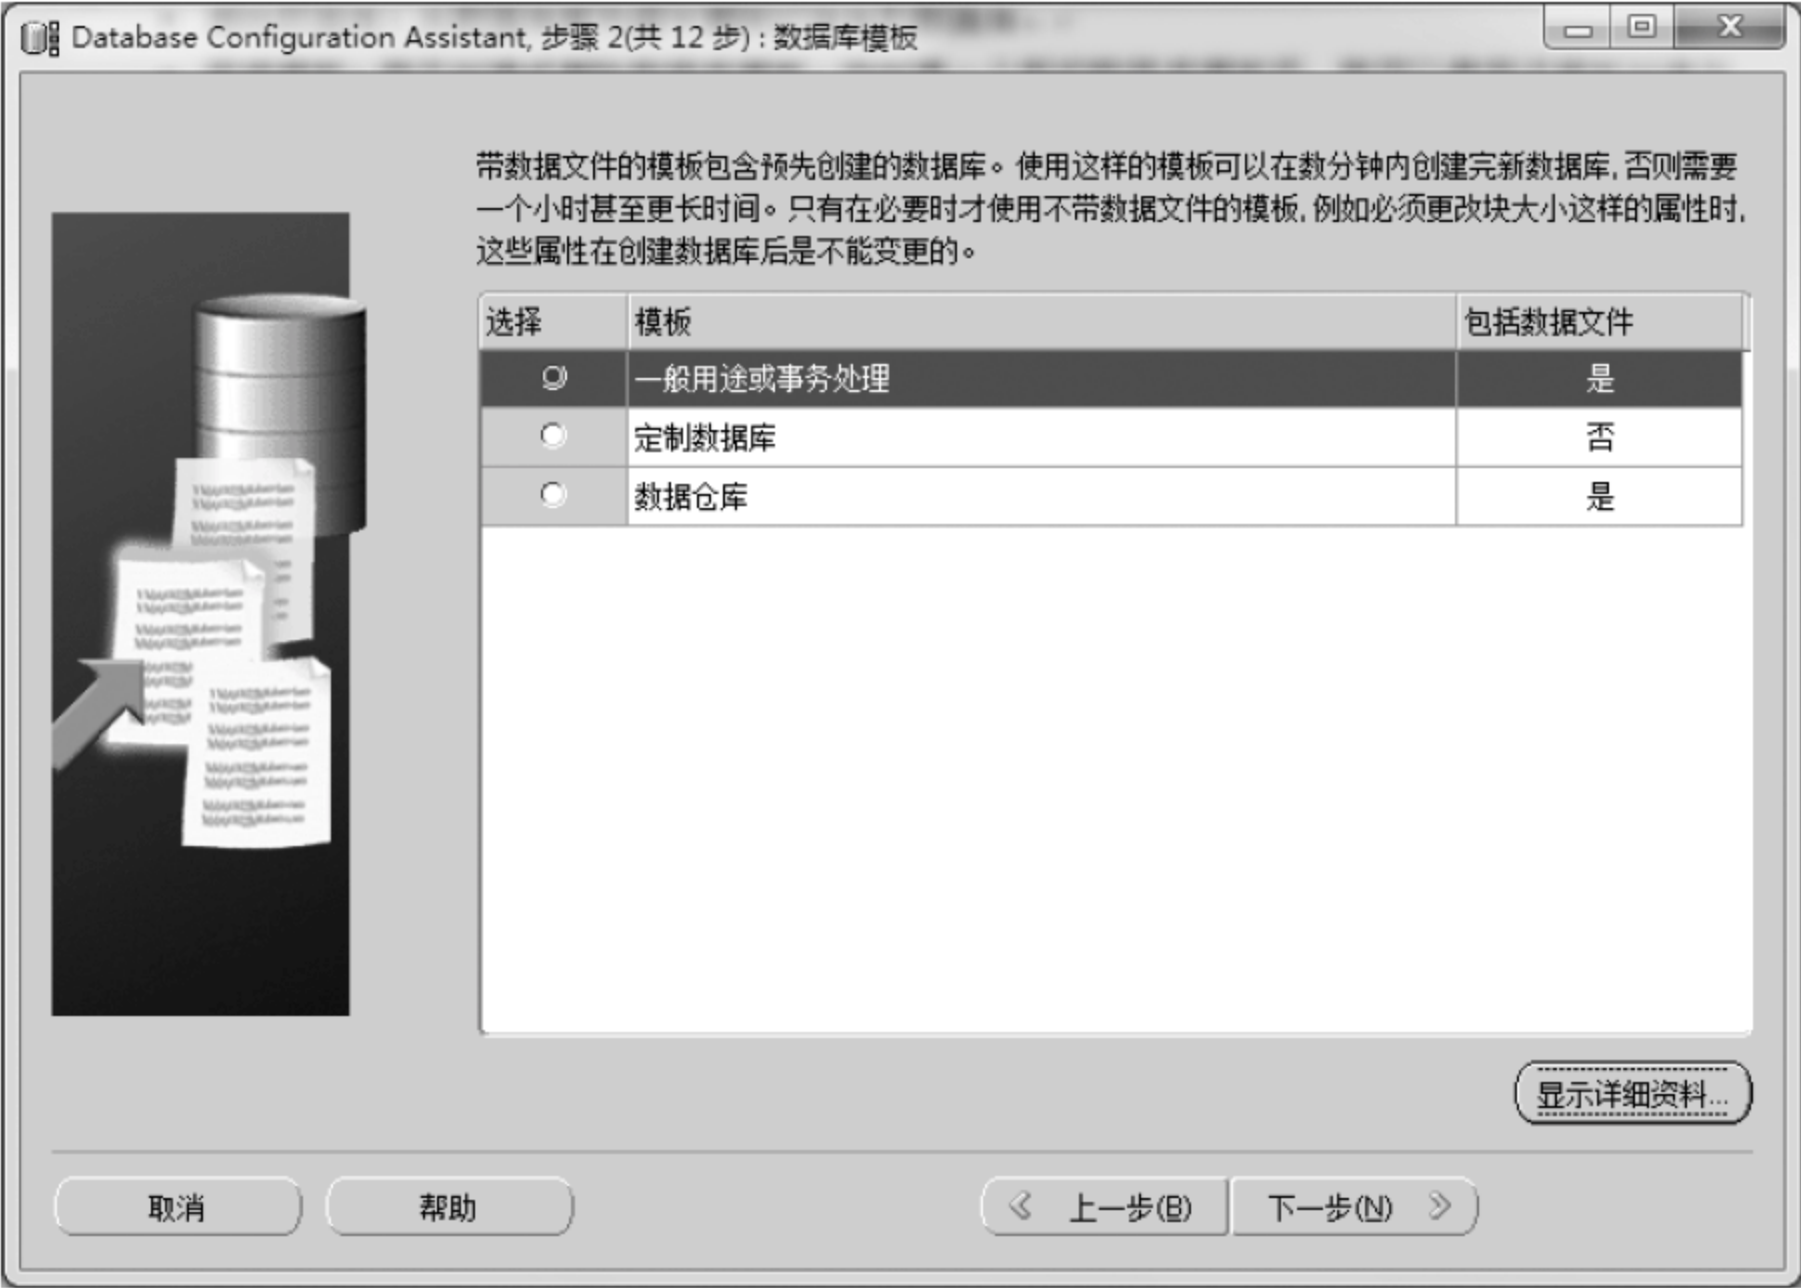 Database Configuration Assistant, 步骤 2(共 12 步) : 数据库模板
带数据文件的模板包含预先创建的数据库。使用这样的模板可以在数分钟内创建完新数据库, 否则需要
一个小时甚至更长时间。只有在必要时才使用不带数据文件的模板, 例如必须更改块大小这样的属性时,
这些属性在创建数据库后是不能变更的。
选择 模板 包括数据文件
一般用途或事务处理 是
定制数据库 否
数据仓库 是
显示详细资料...
取消 帮助 上一步(B) 下一步(N)